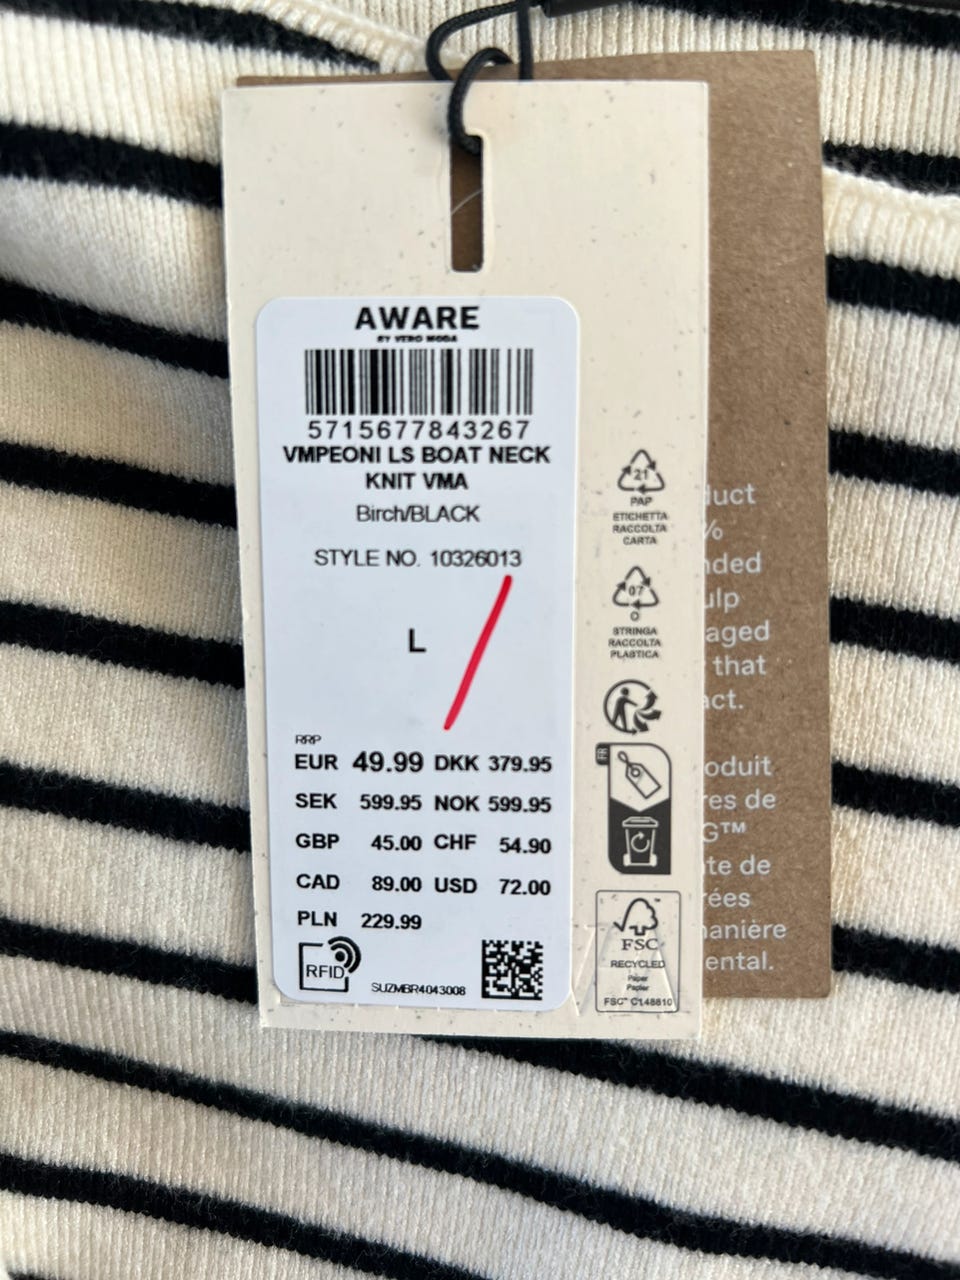 AWARE
BY VERO MODA
5715677843267
VMPEONI LS BOAT NECK
KNIT VMA
Birch/BLACK
STYLE NO. 10326013
L
RRP
EUR 49.99 DKK 379.95
SEK 599.95 NOK 599.95
GBP 45.00 CHF 54.90
CAD 89.00 USD 72.00
PLN 229.99
RFID
SUZMBR4043008
21
PAP
ETICHETTA
RACCOLTA
CARTA
07
O
STRINGA
RACCOLTA
PLASTICA
FR
FSC
RECYCLED
Paper
Papier
FSC™ C148810
duct
%
nded
ulp
aged
that
act.
oduit
res de
G™
te de
rées
anière
ental.